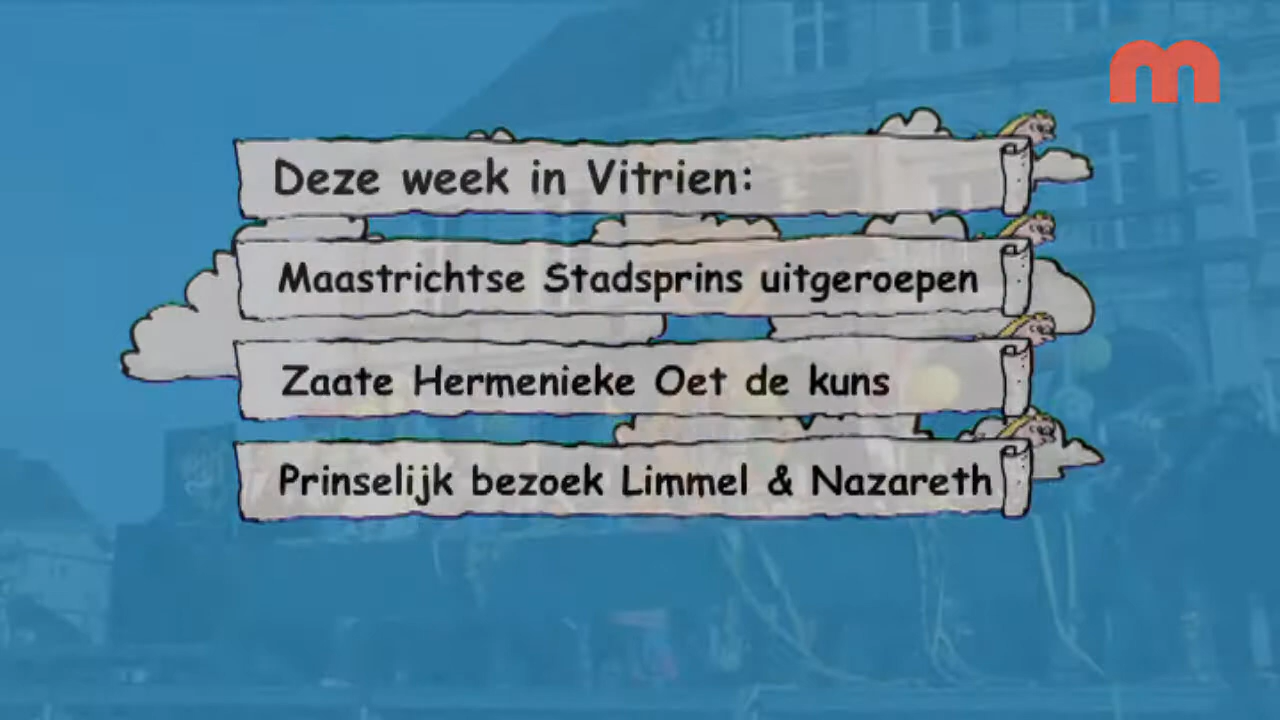 m
Deze week in Vitrien:
Maastrichtse Stadsprins uitgeroepen
Zaate Hermenieke Oet de kuns
Prinselijk bezoek Limmel & Nazareth